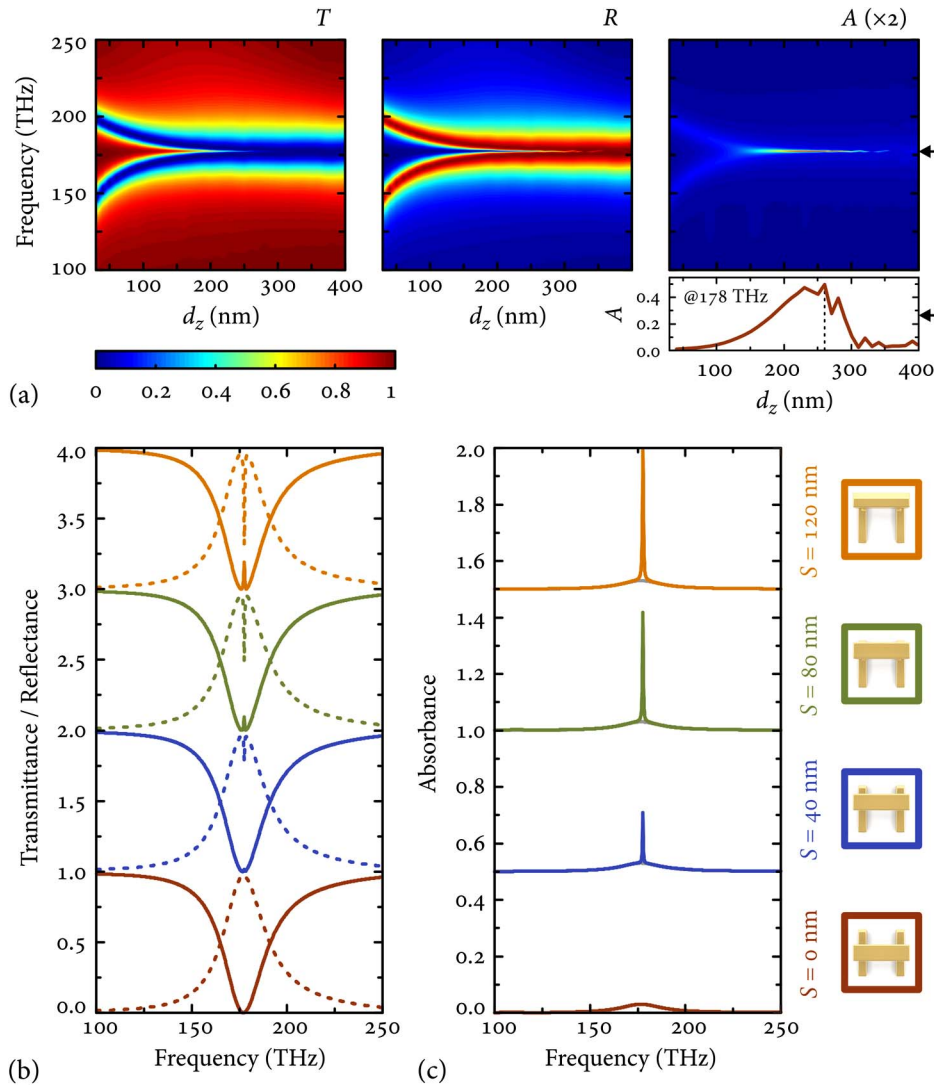 T R A (×2)
250
200
150
100
Frequency (THz)
100 200 300 400
100 200 300 400
d_z (nm)
d_z (nm)
0.4
0.2
0.0
A
@178 THz
100 200 300 400
d_z (nm)
0 0.2 0.4 0.6 0.8 1
(a)
4.0
3.5
3.0
2.5
2.0
1.5
1.0
0.5
0.0
Transmittance / Reflectance
100 150 200 250
Frequency (THz)
(b)
2.0
1.8
1.6
1.4
1.2
1.0
0.8
0.6
0.4
0.2
0.0
Absorbance
100 150 200 250
Frequency (THz)
(c)
S = 120 nm
S = 80 nm
S = 40 nm
S = 0 nm